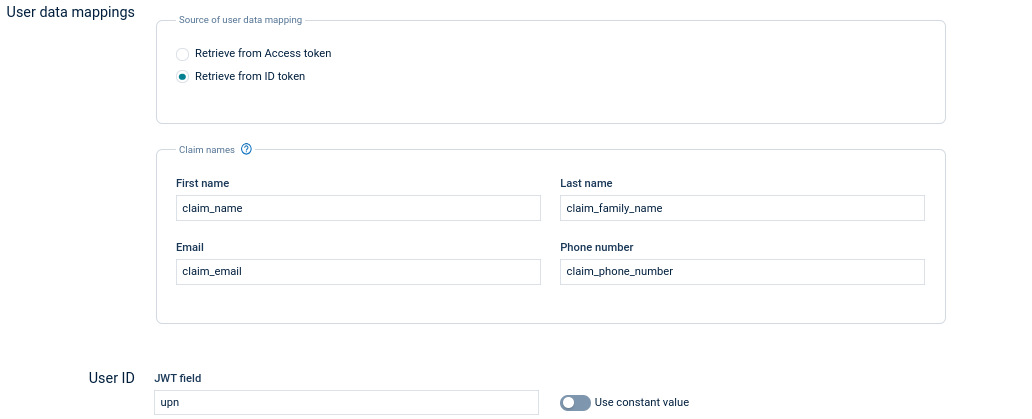 User data mappings
Source of user data mapping
Retrieve from Access token
Retrieve from ID token
Claim names ?
First name
Last name
claim_name
claim_family_name
Email
Phone number
claim_email
claim_phone_number
User ID
JWT field
upn
Use constant value